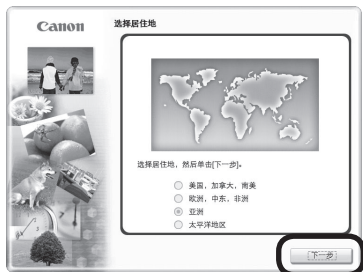 Canon
选择居住地
选择居住地，然后单击[下一步]。
美国，加拿大，南美
欧洲，中东，非洲
亚洲
太平洋地区
[下一步]